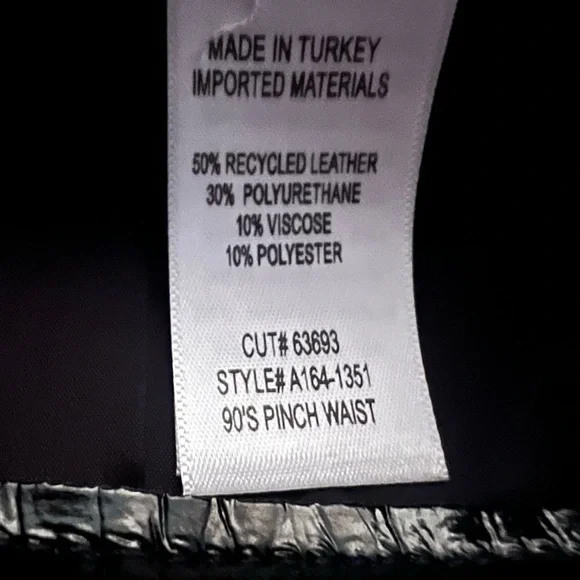 MADE IN TURKEY
IMPORTED MATERIALS
50% RECYCLED LEATHER
30% POLYURETHANE
10% VISCOSE
10% POLYESTER
CUT# 63693
STYLE# A164-1351
90'S PINCH WAIST